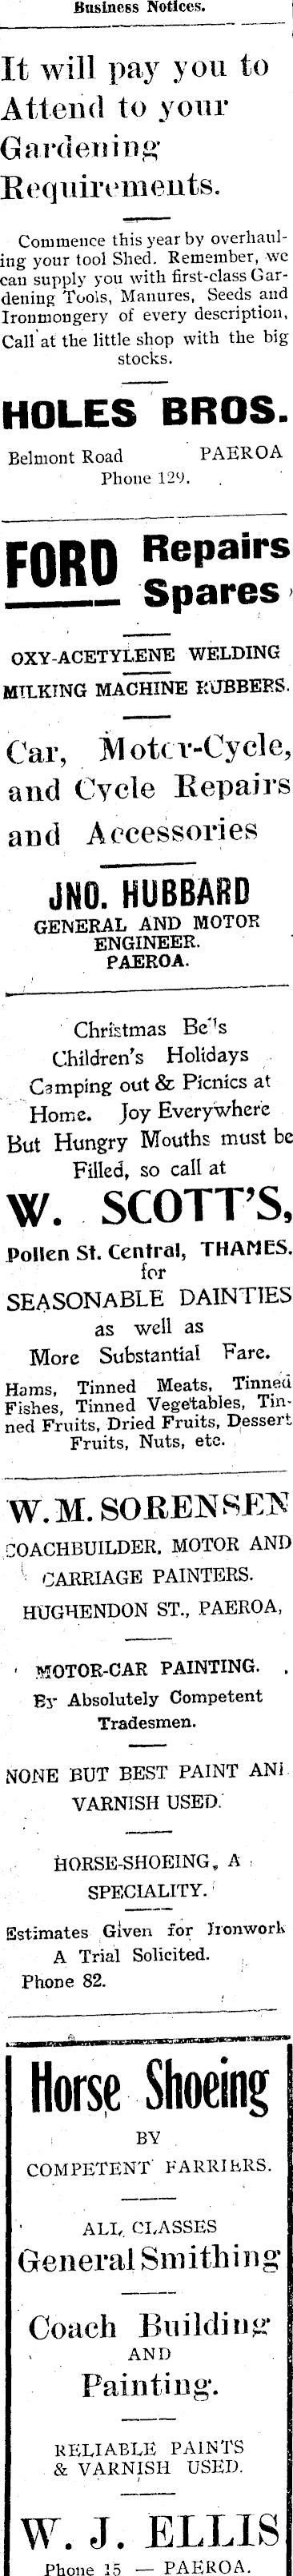 Business Notices.
It will pay you to
Attend to your
Gardening
Requirements.
Commence this year by overhaul-
ing your tool Shed. Remember, we
can supply you with first-class Gar-
dening Tools, Manures, Seeds and
Ironmongery of every description,
Call at the little shop with the big
stocks.
HOLES BROS.
Belmont Road PAEROA
Phone 129.
FORD Repairs
Spares
OXY-ACETYLENE WELDING
MILKING MACHINE RUBBERS.
Car, Motor-Cycle,
and Cycle Repairs
and Accessories
JNO. HUBBARD
GENERAL AND MOTOR
ENGINEER.
PAEROA.
Christmas Bells
Children's Holidays
Camping out & Picnics at
Home. Joy Everywhere
But Hungry Mouths must be
Filled, so call at
W. SCOTT'S,
Pollen St. Central, THAMES.
for
SEASONABLE DAINTIES
as well as
More Substantial Fare.
Hams, Tinned Meats, Tinned
Fishes, Tinned Vegetables, Tin-
ned Fruits, Dried Fruits, Dessert
Fruits, Nuts, etc.
W. M. SORENSEN
COACHBUILDER. MOTOR AND
CARRIAGE PAINTERS.
HUGHENDON ST., PAEROA,
MOTOR-CAR PAINTING.
By Absolutely Competent
Tradesmen.
NONE BUT BEST PAINT AND
VARNISH USED.
HORSE-SHOEING, A
SPECIALITY.
Estimates Given for Ironwork
A Trial Solicited.
Phone 82.
Horse Shoeing
BY
COMPETENT FARRIERS.
ALL CLASSES
General Smithing
Coach Building
AND
Painting.
RELIABLE PAINTS
& VARNISH USED.
W. J. ELLIS
Phone 15 — PAEROA.